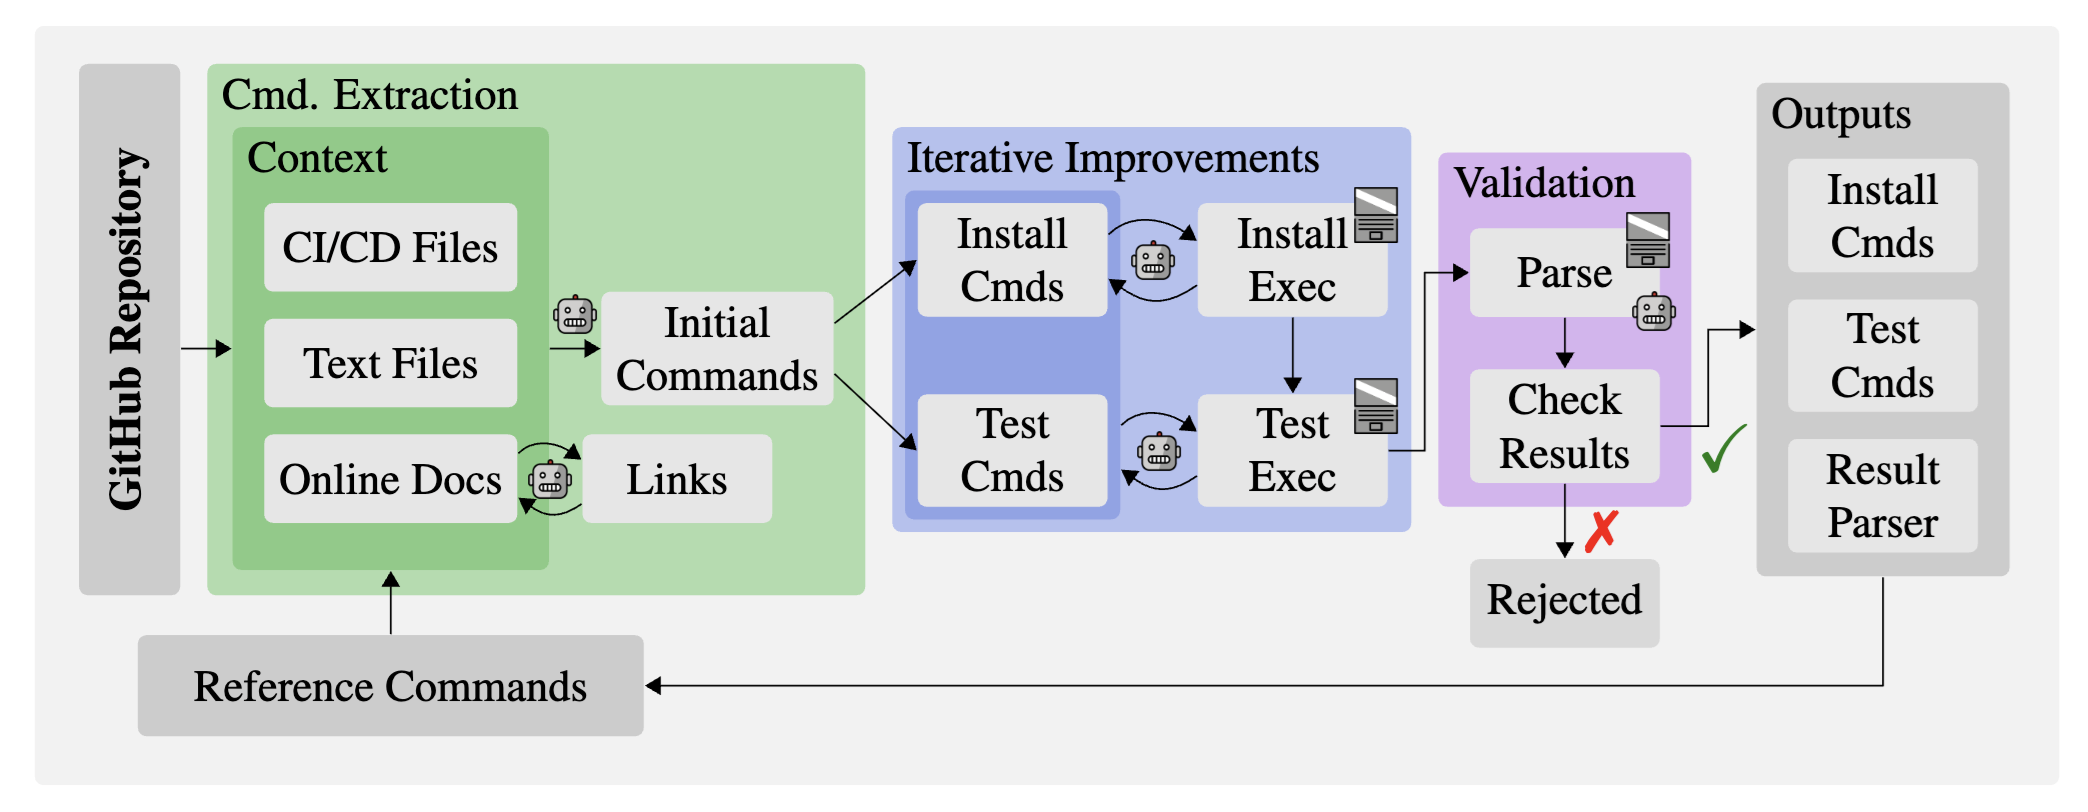 GitHub Repository
Cmd. Extraction
Context
CI/CD Files
Text Files
Online Docs
Initial
Commands
Links
Iterative Improvements
Install
Cmds
Install
Exec
Test
Cmds
Test
Exec
Validation
Parse
Check
Results
Rejected
Outputs
Install
Cmds
Test
Cmds
Result
Parser
Reference Commands